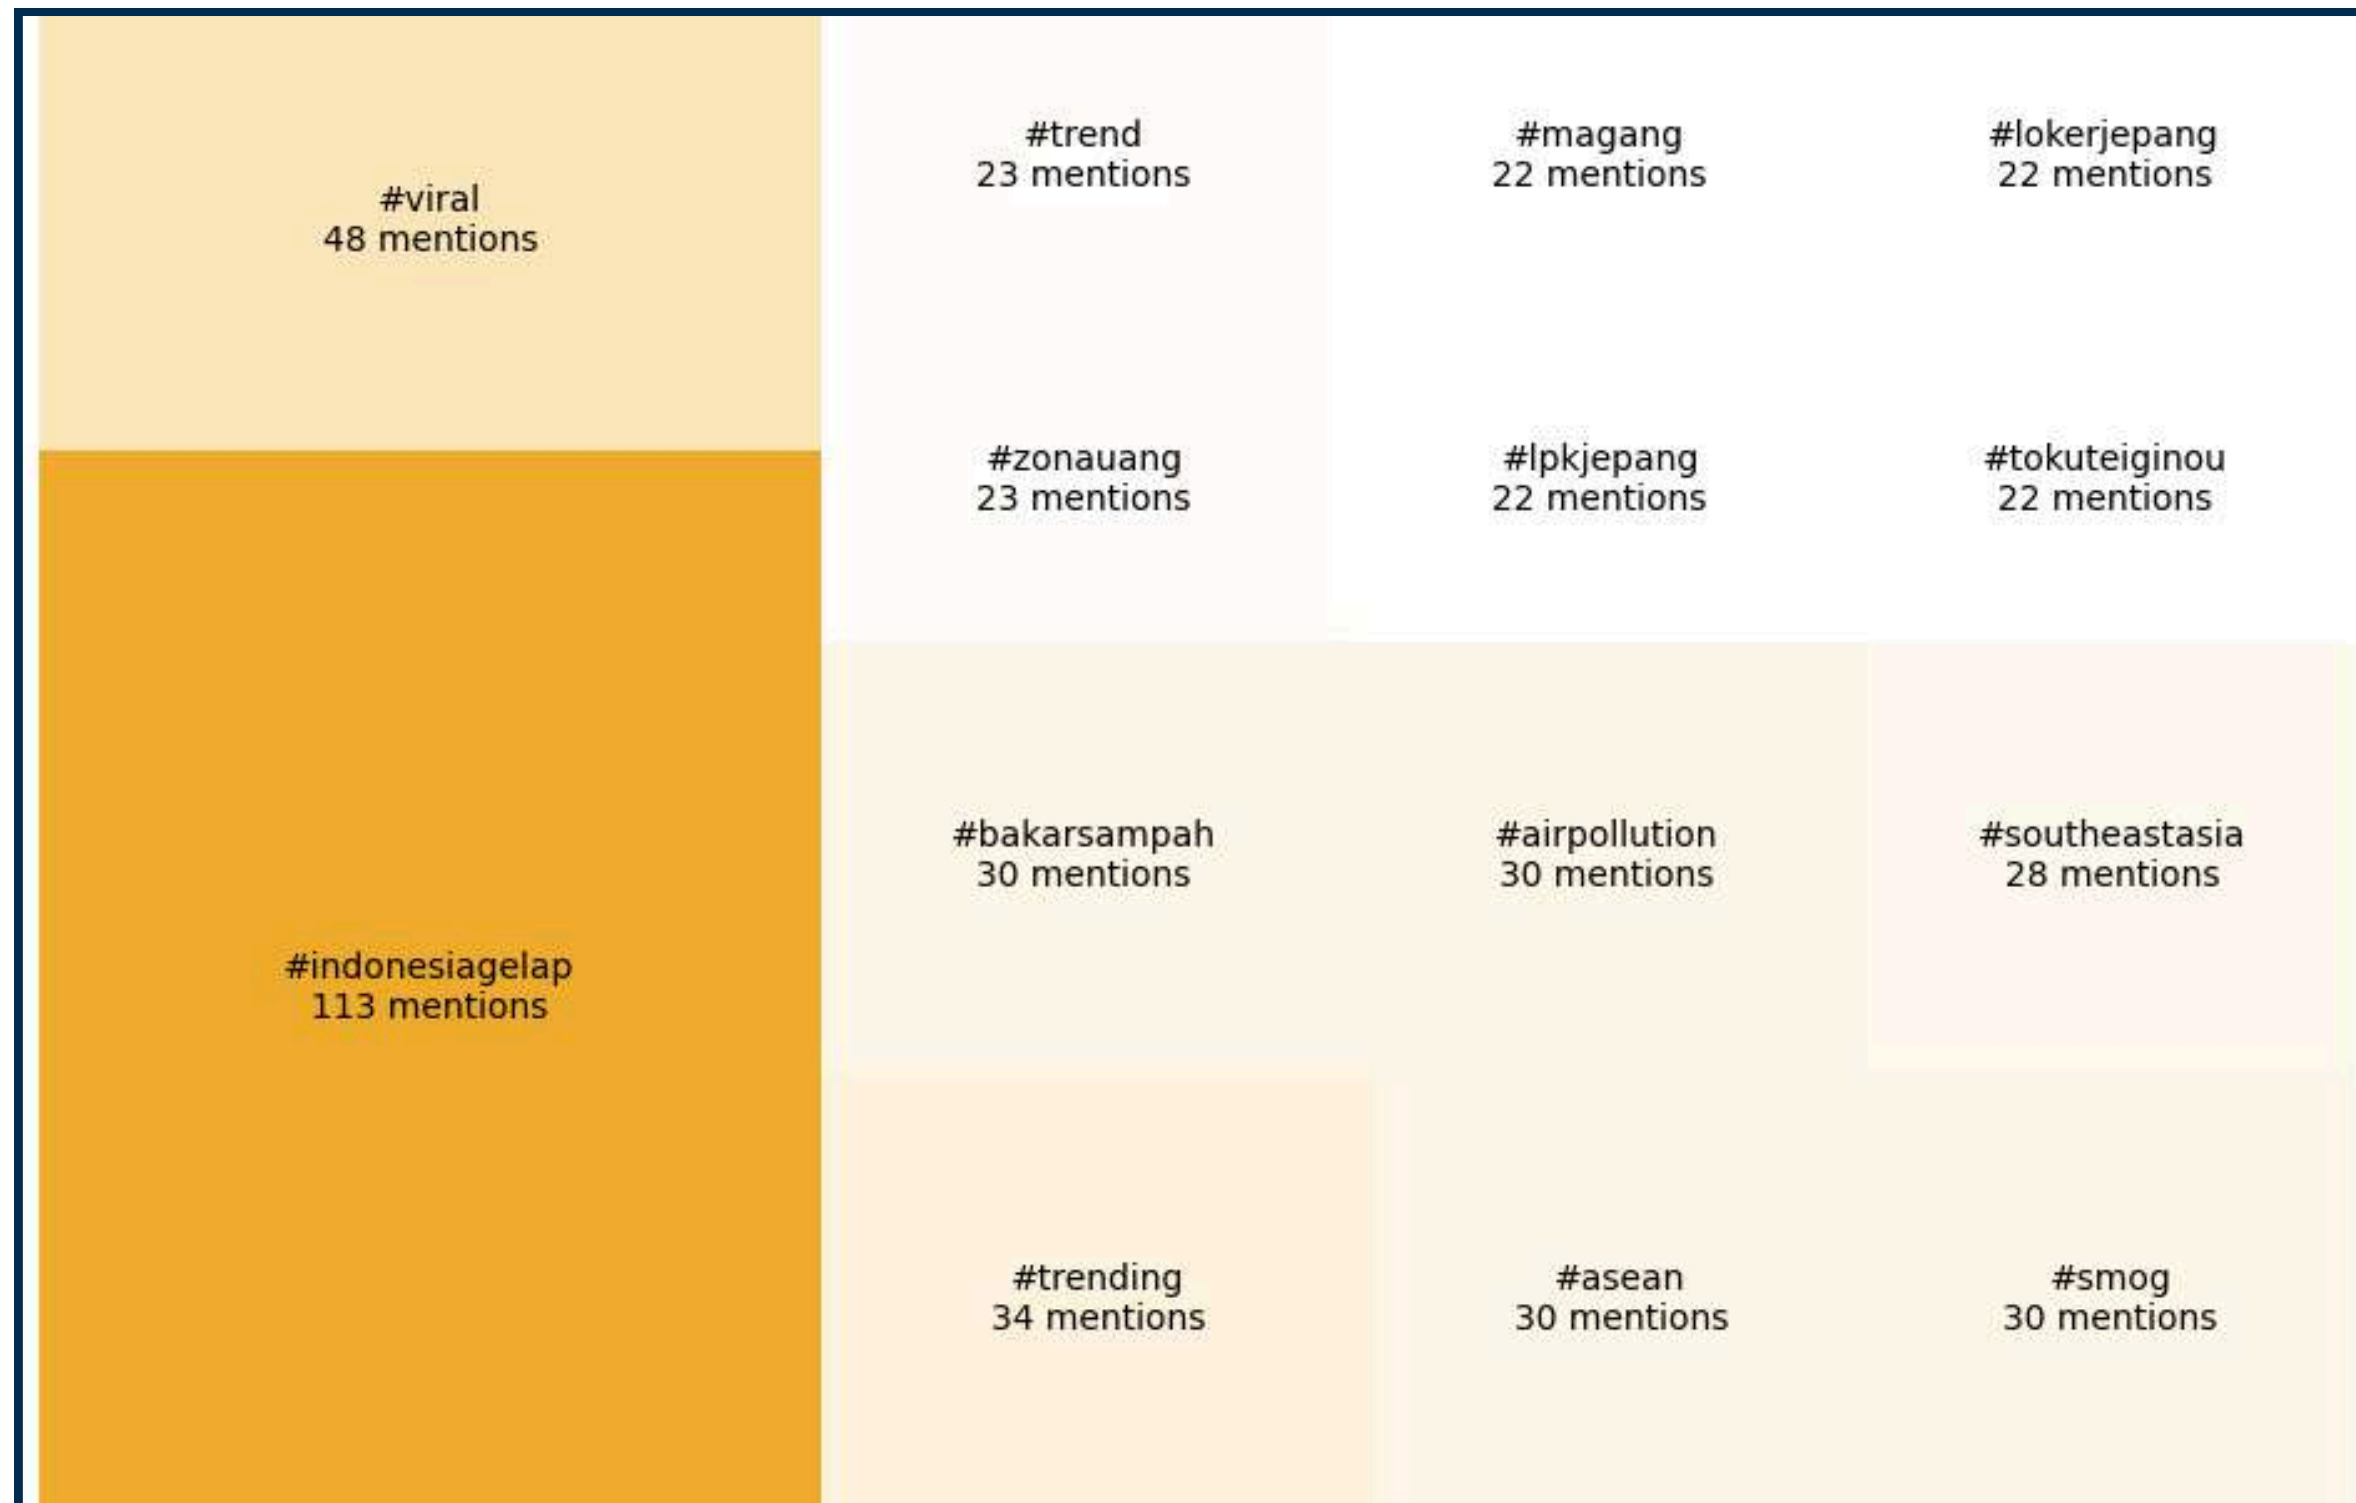 #viral
48 mentions
#trend
23 mentions
#magang
22 mentions
#lokerjepang
22 mentions
#zonauang
23 mentions
#lpkjepang
22 mentions
#tokuteiginou
22 mentions
#indonesiagelap
113 mentions
#bakarsampah
30 mentions
#airpollution
30 mentions
#southeastasia
28 mentions
#trending
34 mentions
#asean
30 mentions
#smog
30 mentions